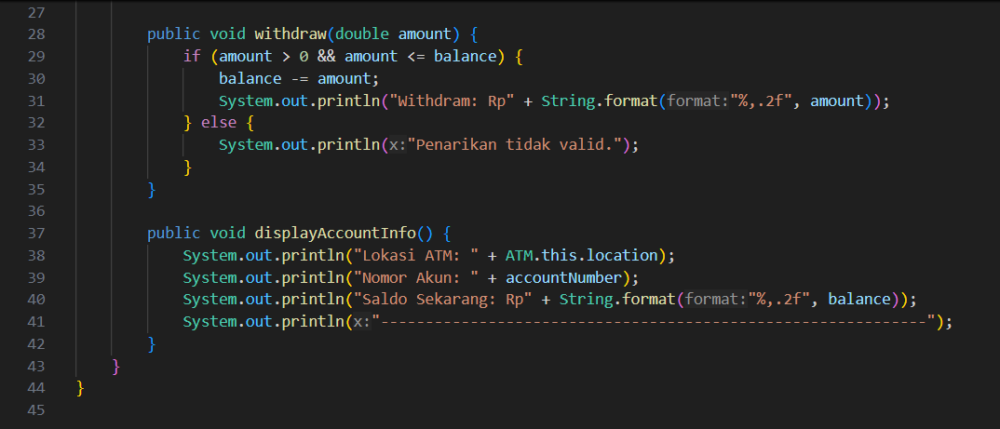 27
28 public void withdraw(double amount) {
29 if (amount > 0 && amount <= balance) {
30 balance -= amount;
31 System.out.println("Withdram: Rp" + String.format(format:"%,.2f", amount));
32 } else {
33 System.out.println(x:"Penarikan tidak valid.");
34 }
35 }
36
37 public void displayAccountInfo() {
38 System.out.println("Lokasi ATM: " + ATM.this.location);
39 System.out.println("Nomor Akun: " + accountNumber);
40 System.out.println("Saldo Sekarang: Rp" + String.format(format:"%,.2f", balance));
41 System.out.println(x:"-------------------------------------------------------------");
42 }
43 }
44 }
45